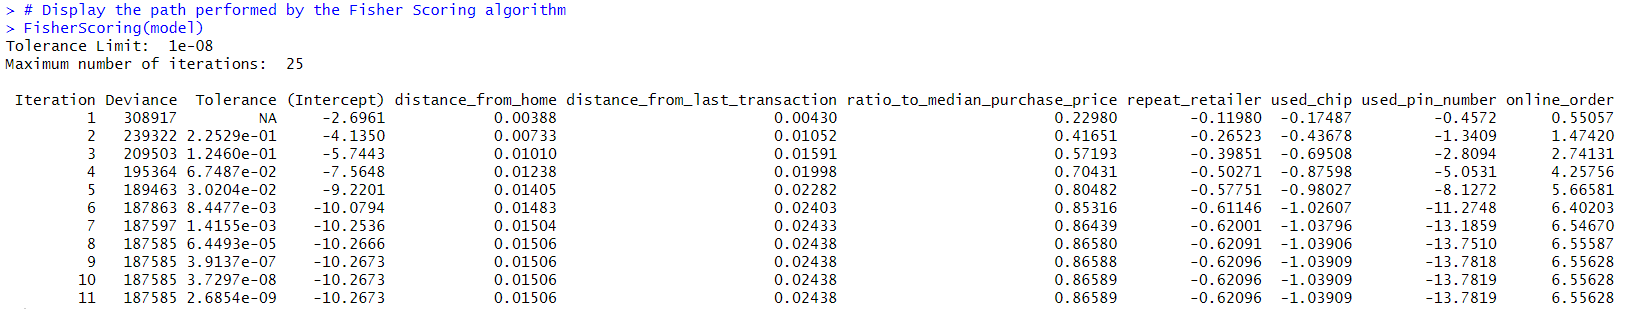 > # Display the path performed by the Fisher Scoring algorithm
> FisherScoring(model)
Tolerance Limit:  1e-08
Maximum number of iterations:  25
Iteration Deviance  Tolerance (Intercept) distance_from_home distance_from_last_transaction ratio_to_median_purchase_price repeat_retailer used_chip used_pin_number online_order
1 308917 NA -2.6961 0.00388 0.00430 0.22980 -0.11980 -0.17487 -0.4572 0.55057
2 239322 2.2529e-01 -4.1350 0.00733 0.01052 0.41651 -0.26523 -0.43678 -1.3409 1.47420
3 209503 1.2460e-01 -5.7443 0.01010 0.01591 0.57193 -0.39851 -0.69508 -2.8094 2.74131
4 195364 6.7487e-02 -7.5648 0.01238 0.01998 0.70431 -0.50271 -0.87598 -5.0531 4.25756
5 189463 3.0204e-02 -9.2201 0.01405 0.02282 0.80482 -0.57751 -0.98027 -8.1272 5.66581
6 187863 8.4477e-03 -10.0794 0.01483 0.02403 0.85316 -0.61146 -1.02607 -11.2748 6.40203
7 187597 1.4155e-03 -10.2536 0.01504 0.02433 0.86439 -0.62001 -1.03796 -13.1859 6.54670
8 187585 6.4493e-05 -10.2666 0.01506 0.02438 0.86580 -0.62091 -1.03906 -13.7510 6.55587
9 187585 3.9137e-07 -10.2673 0.01506 0.02438 0.86588 -0.62096 -1.03909 -13.7818 6.55628
10 187585 3.7297e-08 -10.2673 0.01506 0.02438 0.86589 -0.62096 -1.03909 -13.7819 6.55628
11 187585 2.6854e-09 -10.2673 0.01506 0.02438 0.86589 -0.62096 -1.03909 -13.7819 6.55628